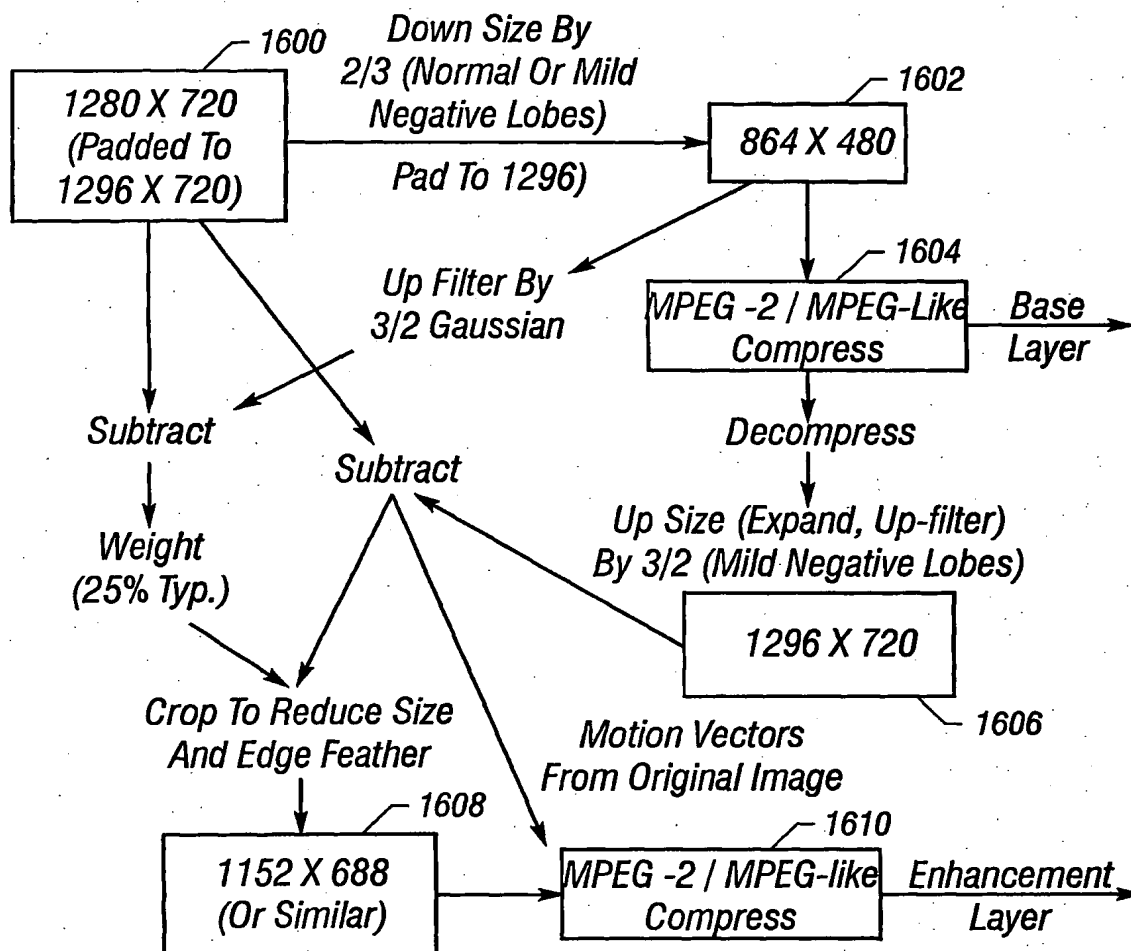 1600
1280 X 720
(Padded To
1296 X 720)
Down Size By
2/3 (Normal Or Mild
Negative Lobes)
Pad To 1296)
1602
864 X 480
Up Filter By
3/2 Gaussian
1604
MPEG -2 / MPEG-Like
Compress
Base
Layer
Subtract
Subtract
Decompress
Weight
(25% Typ.)
Up Size (Expand, Up-filter)
By 3/2 (Mild Negative Lobes)
1296 X 720
1606
Crop To Reduce Size
And Edge Feather
Motion Vectors
From Original Image
1608
1152 X 688
(Or Similar)
1610
MPEG -2 / MPEG-like
Compress
Enhancement
Layer